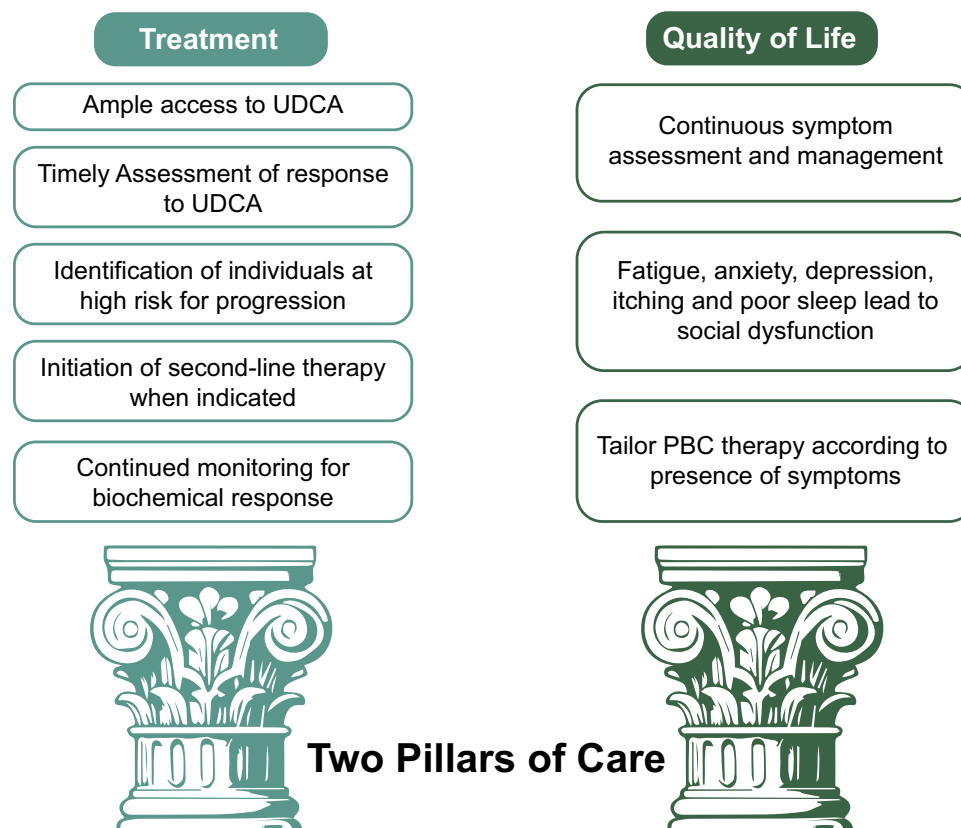 Treatment
Ample access to UDCA
Timely Assessment of response
to UDCA
Identification of individuals at
high risk for progression
Initiation of second-line therapy
when indicated
Continued monitoring for
biochemical response
Quality of Life
Continuous symptom
assessment and management
Fatigue, anxiety, depression,
itching and poor sleep lead to
social dysfunction
Tailor PBC therapy according to
presence of symptoms
Two Pillars of Care